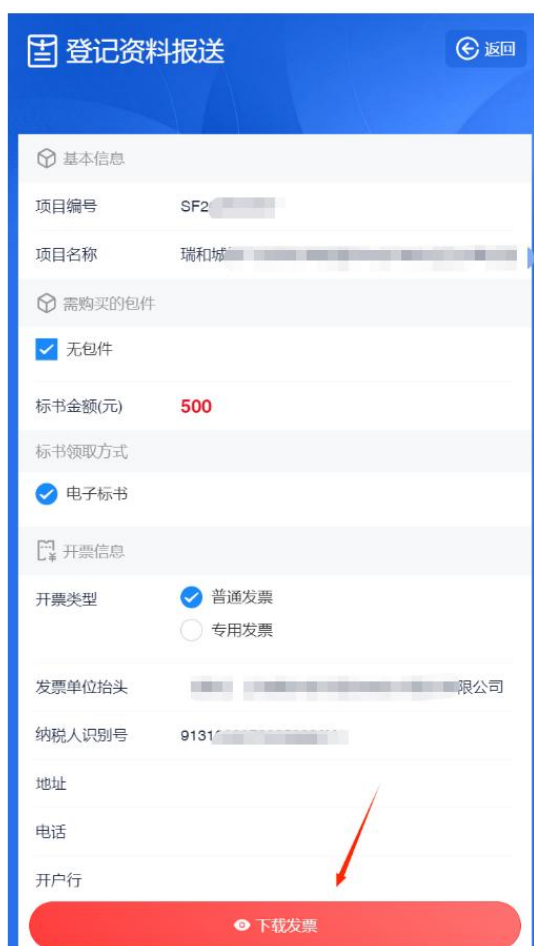 登记资料报送
返回
基本信息
项目编号 SF2
项目名称 瑞和城
需购买的包件
无包件
标书金额(元) 500
标书领取方式
电子标书
开票信息
开票类型 普通发票
专用发票
发票单位抬头 限公司
纳税人识别号 9131
地址
电话
开户行
下载发票